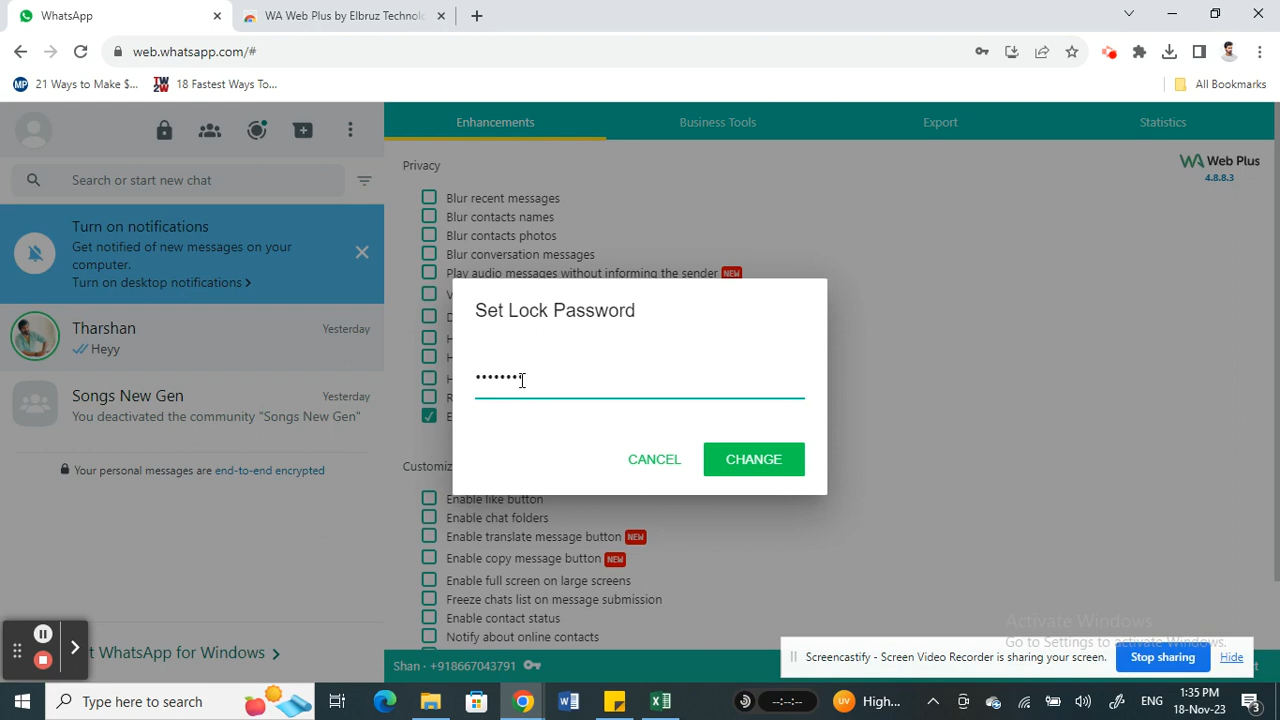 WhatsApp
WA Web Plus by Elbruz Technol
web.whatsapp.com/#
21 Ways to Make $...
18 Fastest Ways To...
All Bookmarks
Enhancements
Business Tools
Export
Statistics
Search or start new chat
Turn on notifications
Get notified of new messages on your
computer.
Turn on desktop notifications >
Tharshan
Yesterday
Heyy
Songs New Gen
Yesterday
You deactivated the community "Songs New Gen"
Your personal messages are end-to-end encrypted
WhatsApp for Windows >
Privacy
WA Web Plus
4.8.8.3
Blur recent messages
Blur contacts names
Blur contacts photos
Blur conversation messages
Play audio messages without informing the sender NEW
Set Lock Password
••••••••
CANCEL
CHANGE
Enable like button
Enable chat folders
Enable translate message button NEW
Enable copy message button NEW
Enable full screen on large screens
Freeze chats list on message submission
Enable contact status
Notify about online contacts
Shan - +918667043791
Activate Windows
Go to Settings to activate Windows.
Screencastify - Screen Video Recorder is sharing your screen.
Stop sharing
Hide
Type here to search
UV
High...
--:--
ENG
1:35 PM
18-Nov-23
3